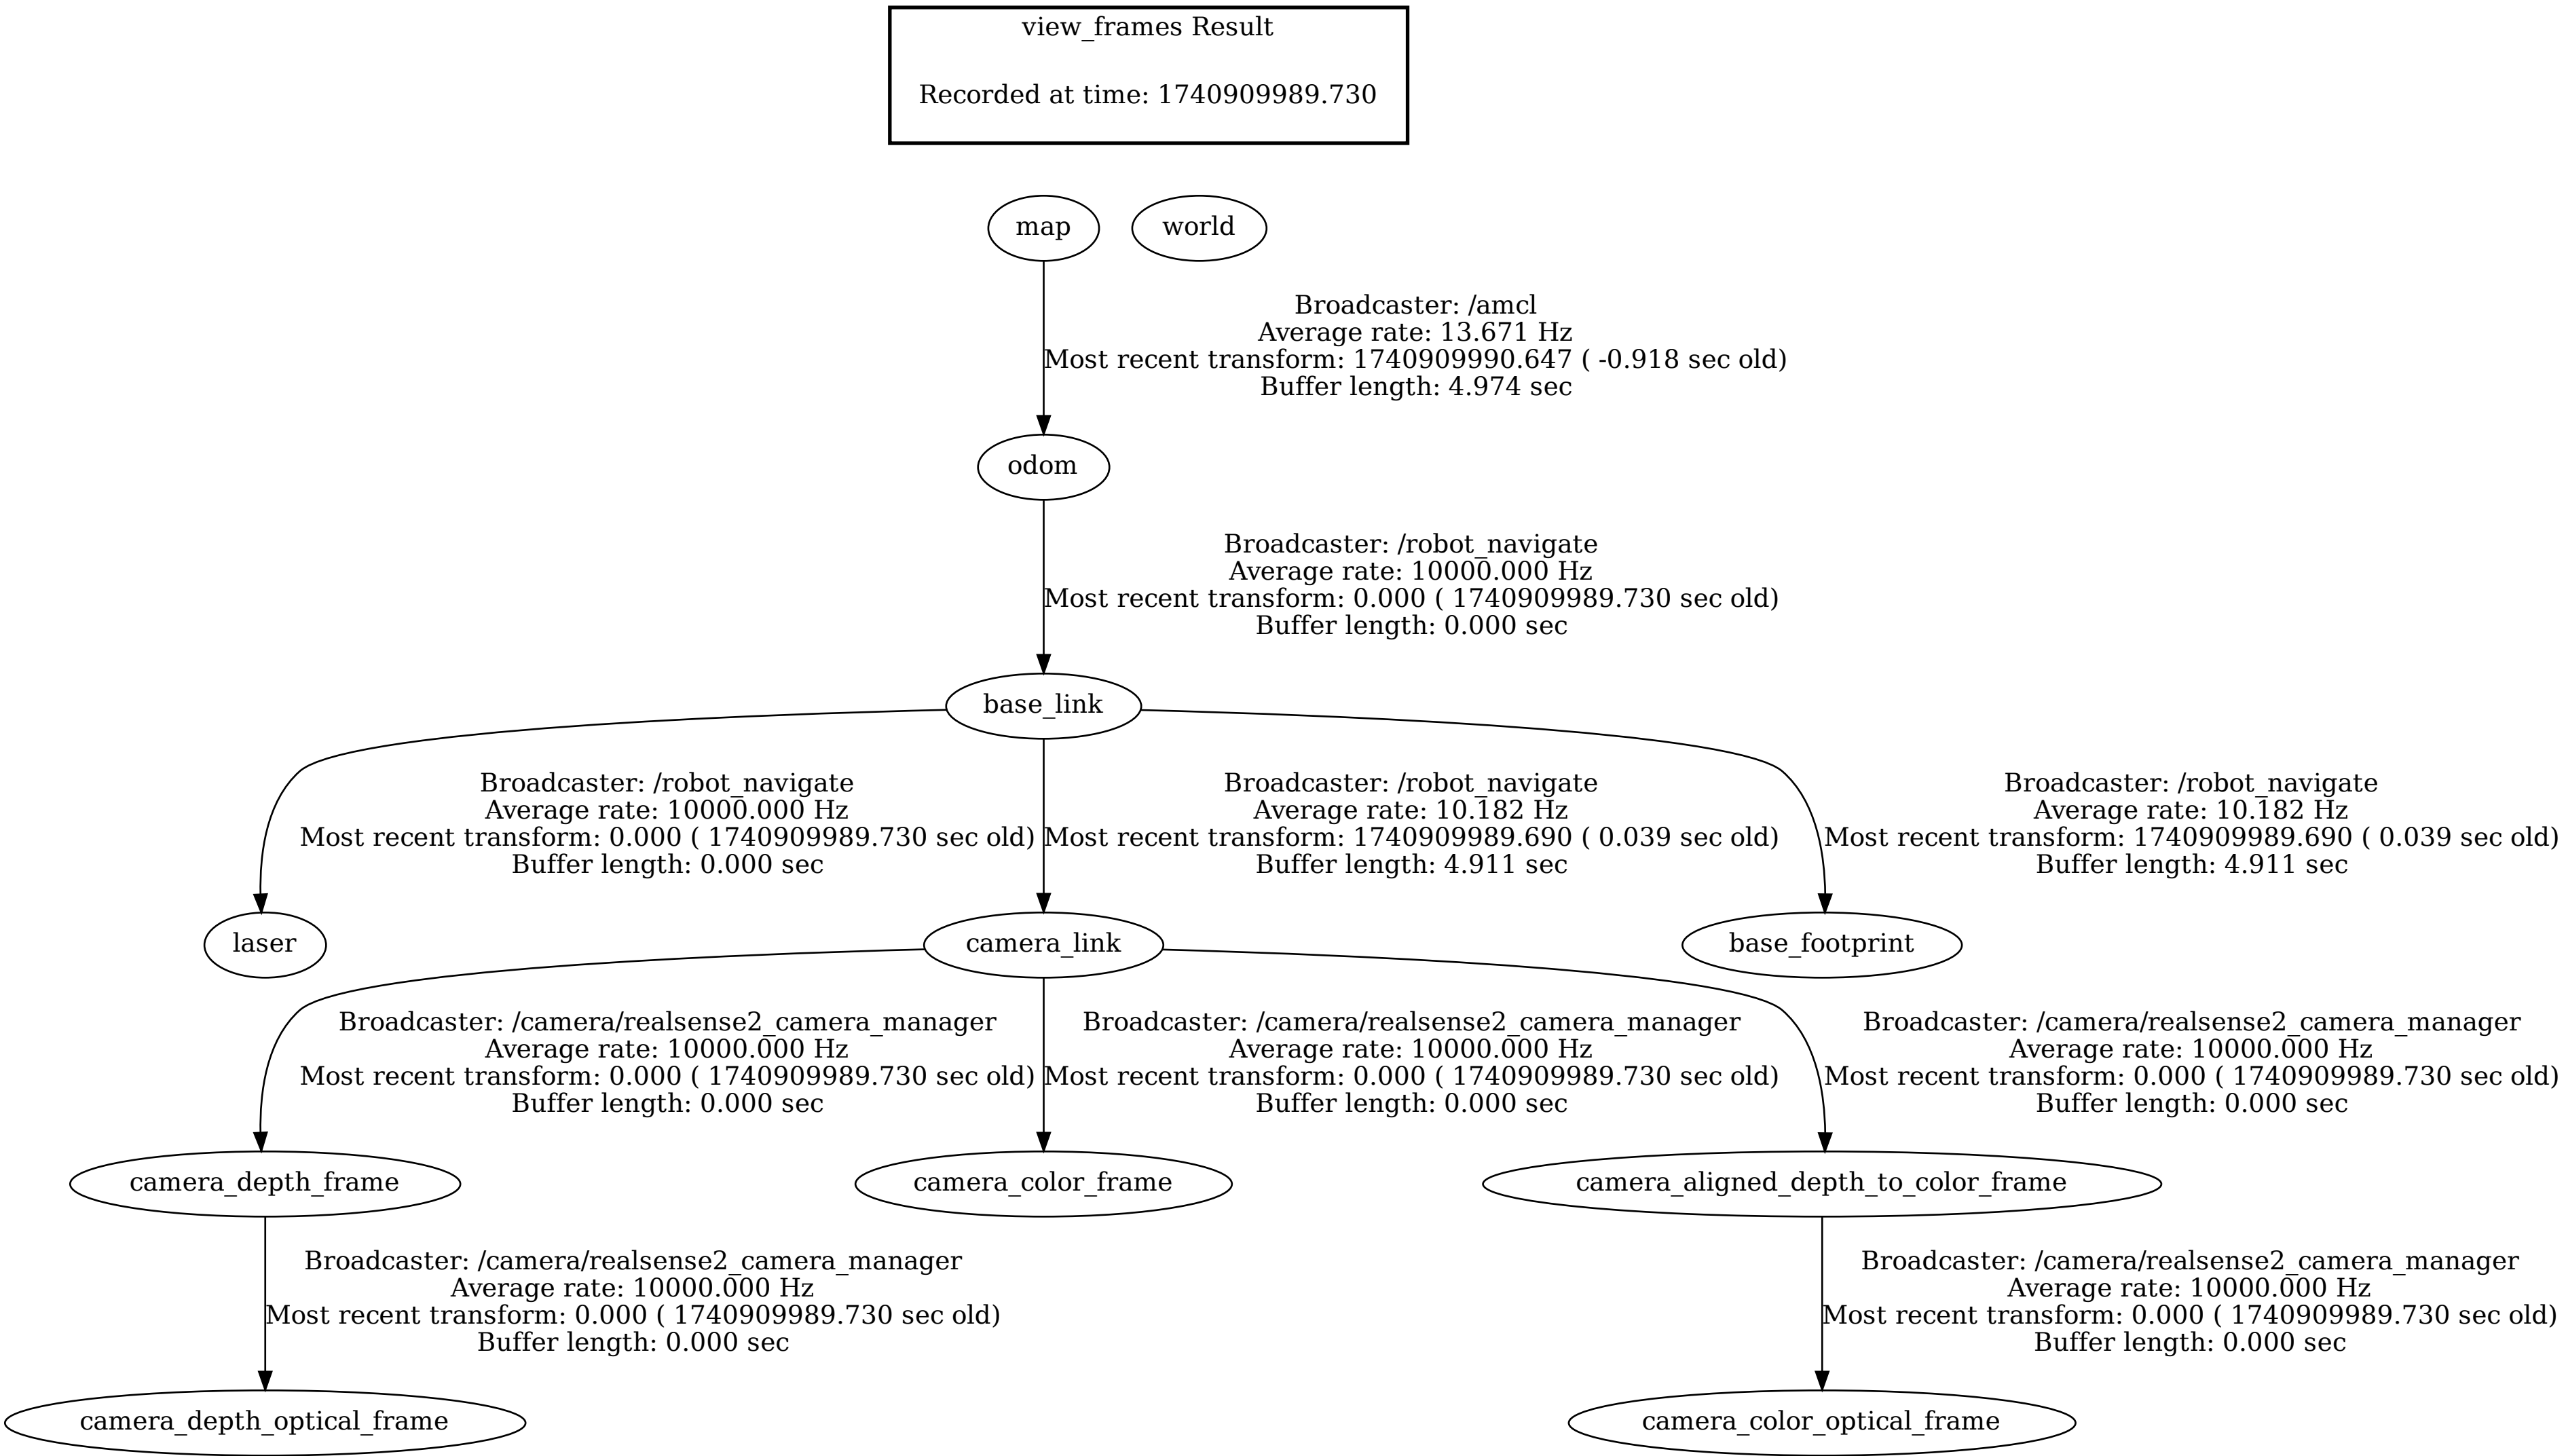 view_frames Result
Recorded at time: 1740909989.730
map
world
Broadcaster: /amcl
Average rate: 13.671 Hz
Most recent transform: 1740909990.647 ( -0.918 sec old)
Buffer length: 4.974 sec
odom
Broadcaster: /robot_navigate
Average rate: 10000.000 Hz
Most recent transform: 0.000 ( 1740909989.730 sec old)
Buffer length: 0.000 sec
base_link
Broadcaster: /robot_navigate
Average rate: 10000.000 Hz
Most recent transform: 0.000 ( 1740909989.730 sec old)
Buffer length: 0.000 sec
Broadcaster: /robot_navigate
Average rate: 10.182 Hz
Most recent transform: 1740909989.690 ( 0.039 sec old)
Buffer length: 4.911 sec
Broadcaster: /robot_navigate
Average rate: 10.182 Hz
Most recent transform: 1740909989.690 ( 0.039 sec old)
Buffer length: 4.911 sec
laser
camera_link
base_footprint
Broadcaster: /camera/realsense2_camera_manager
Average rate: 10000.000 Hz
Most recent transform: 0.000 ( 1740909989.730 sec old)
Buffer length: 0.000 sec
Broadcaster: /camera/realsense2_camera_manager
Average rate: 10000.000 Hz
Most recent transform: 0.000 ( 1740909989.730 sec old)
Buffer length: 0.000 sec
Broadcaster: /camera/realsense2_camera_manager
Average rate: 10000.000 Hz
Most recent transform: 0.000 ( 1740909989.730 sec old)
Buffer length: 0.000 sec
camera_depth_frame
camera_color_frame
camera_aligned_depth_to_color_frame
Broadcaster: /camera/realsense2_camera_manager
Average rate: 10000.000 Hz
Most recent transform: 0.000 ( 1740909989.730 sec old)
Buffer length: 0.000 sec
Broadcaster: /camera/realsense2_camera_manager
Average rate: 10000.000 Hz
Most recent transform: 0.000 ( 1740909989.730 sec old)
Buffer length: 0.000 sec
camera_depth_optical_frame
camera_color_optical_frame